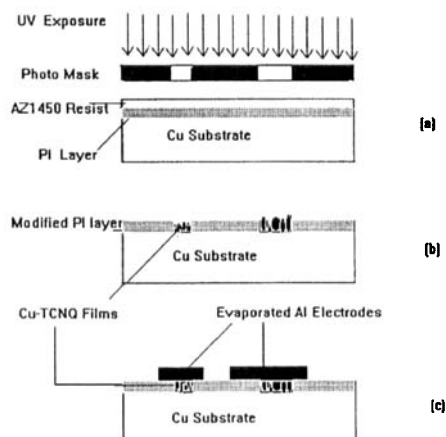 UV Exposure
Photo Mask
AZ1450 Resist
Cu Substrate
PI Layer
(a)
Modified PI layer
Cu Substrate
(b)
Cu-TCNQ Films
Evaporated Al Electrodes
Cu Substrate
(c)